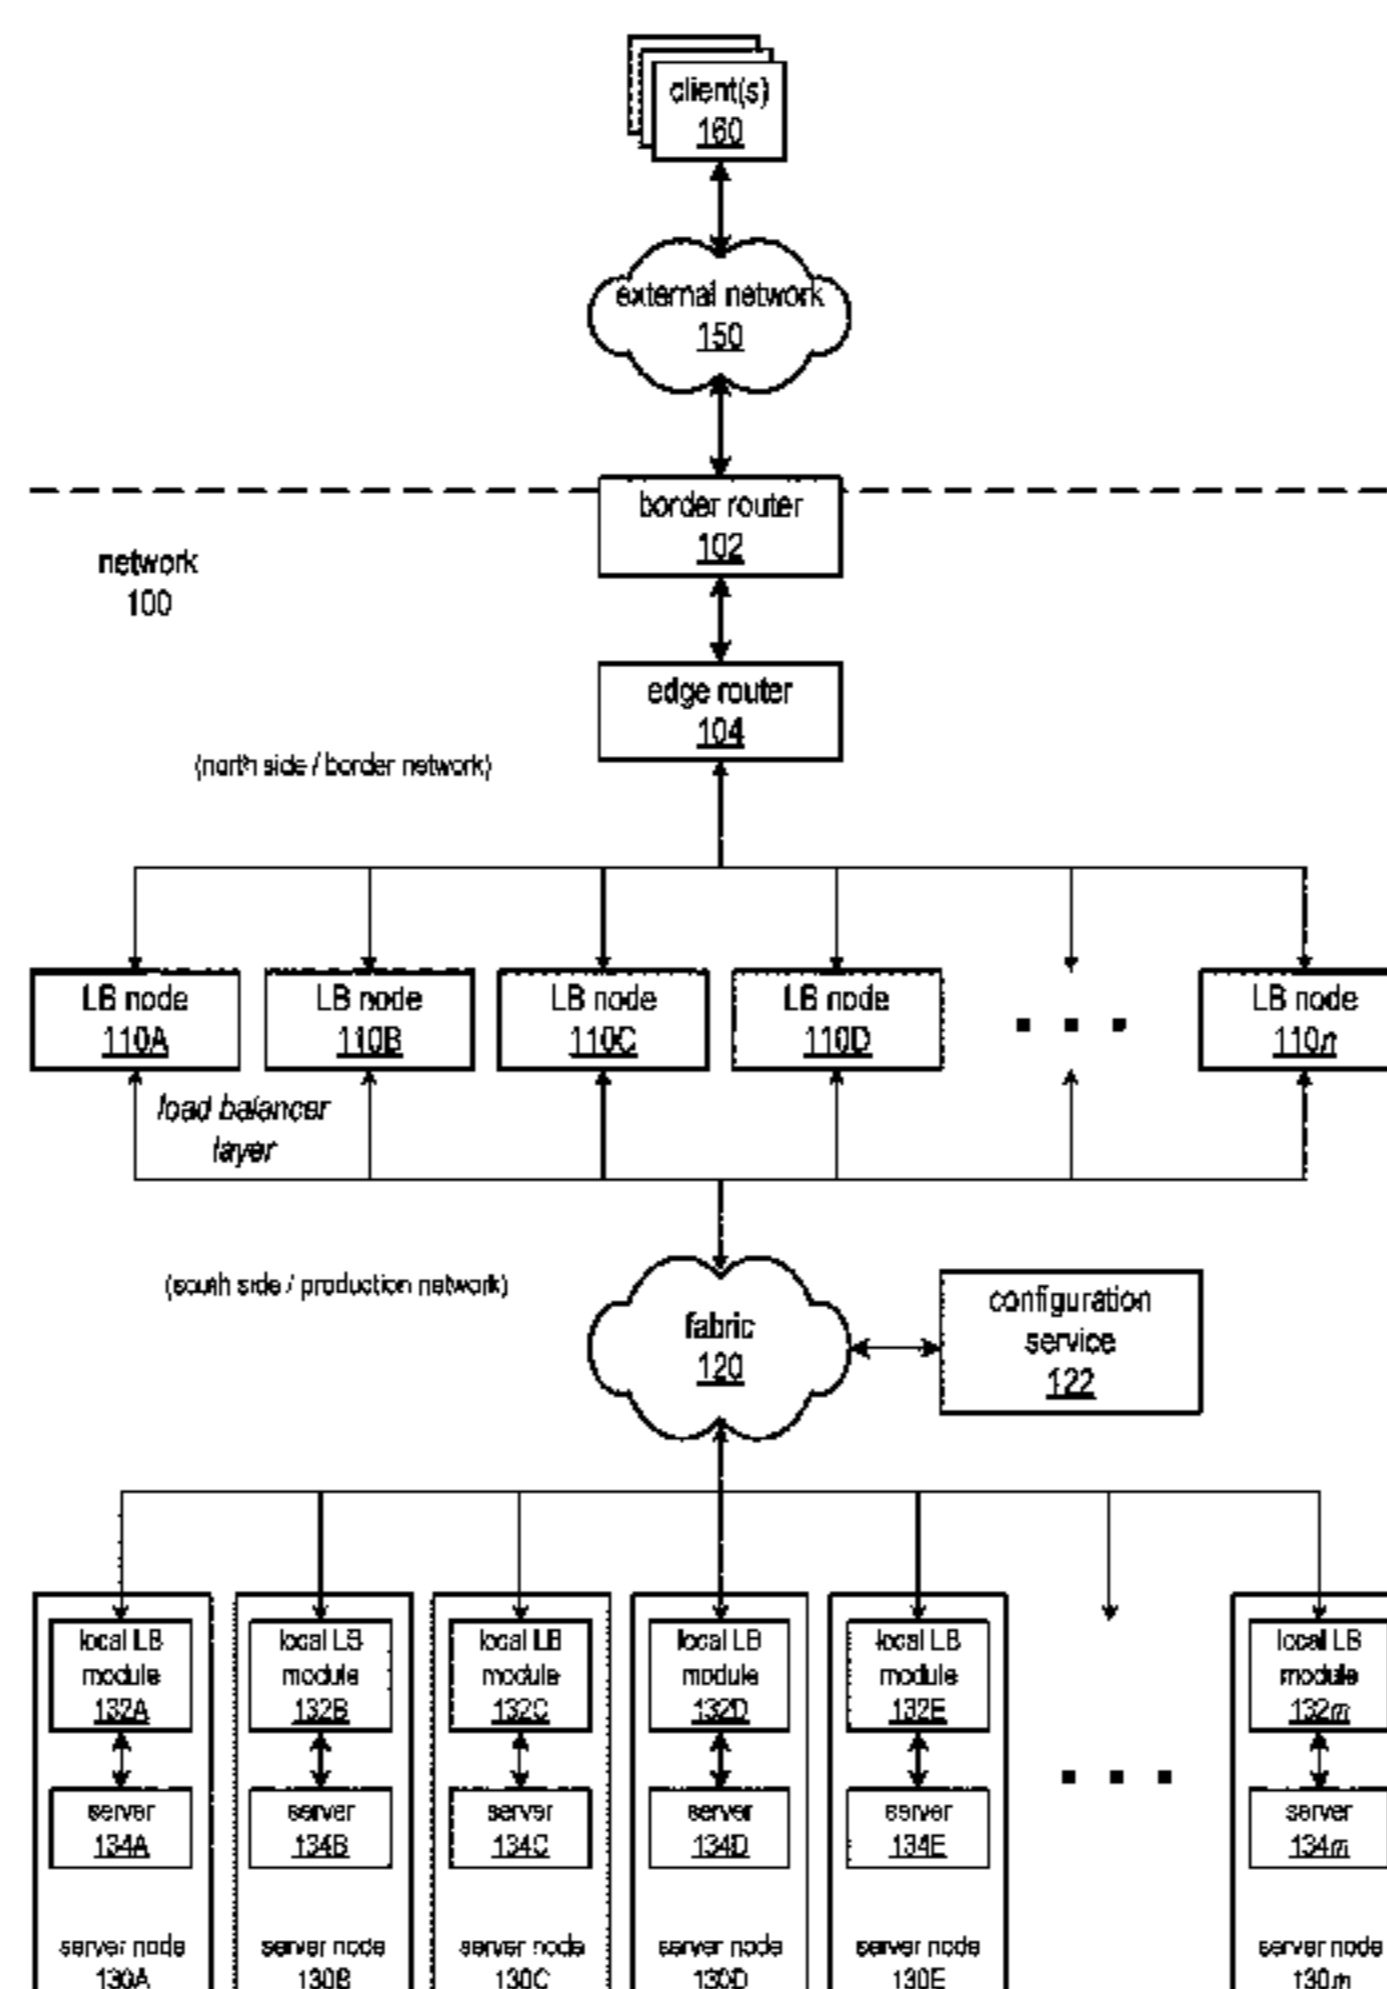 client(s)
160
external network
150
border router
102
network
100
edge router
104
(north side / border network)
LB node
110A
LB node
110B
LB node
110C
LB node
110D
LB node
110n
load balancer
layer
(south side / production network)
fabric
120
configuration
service
122
local LB
module
132A
local LB
module
132B
local LB
module
132C
local LB
module
132D
local LB
module
132E
local LB
module
132m
server
134A
server
134B
server
134C
server
134D
server
134E
server
134m
server node
130A
server node
130B
server node
130C
server node
130D
server node
130E
server node
130m